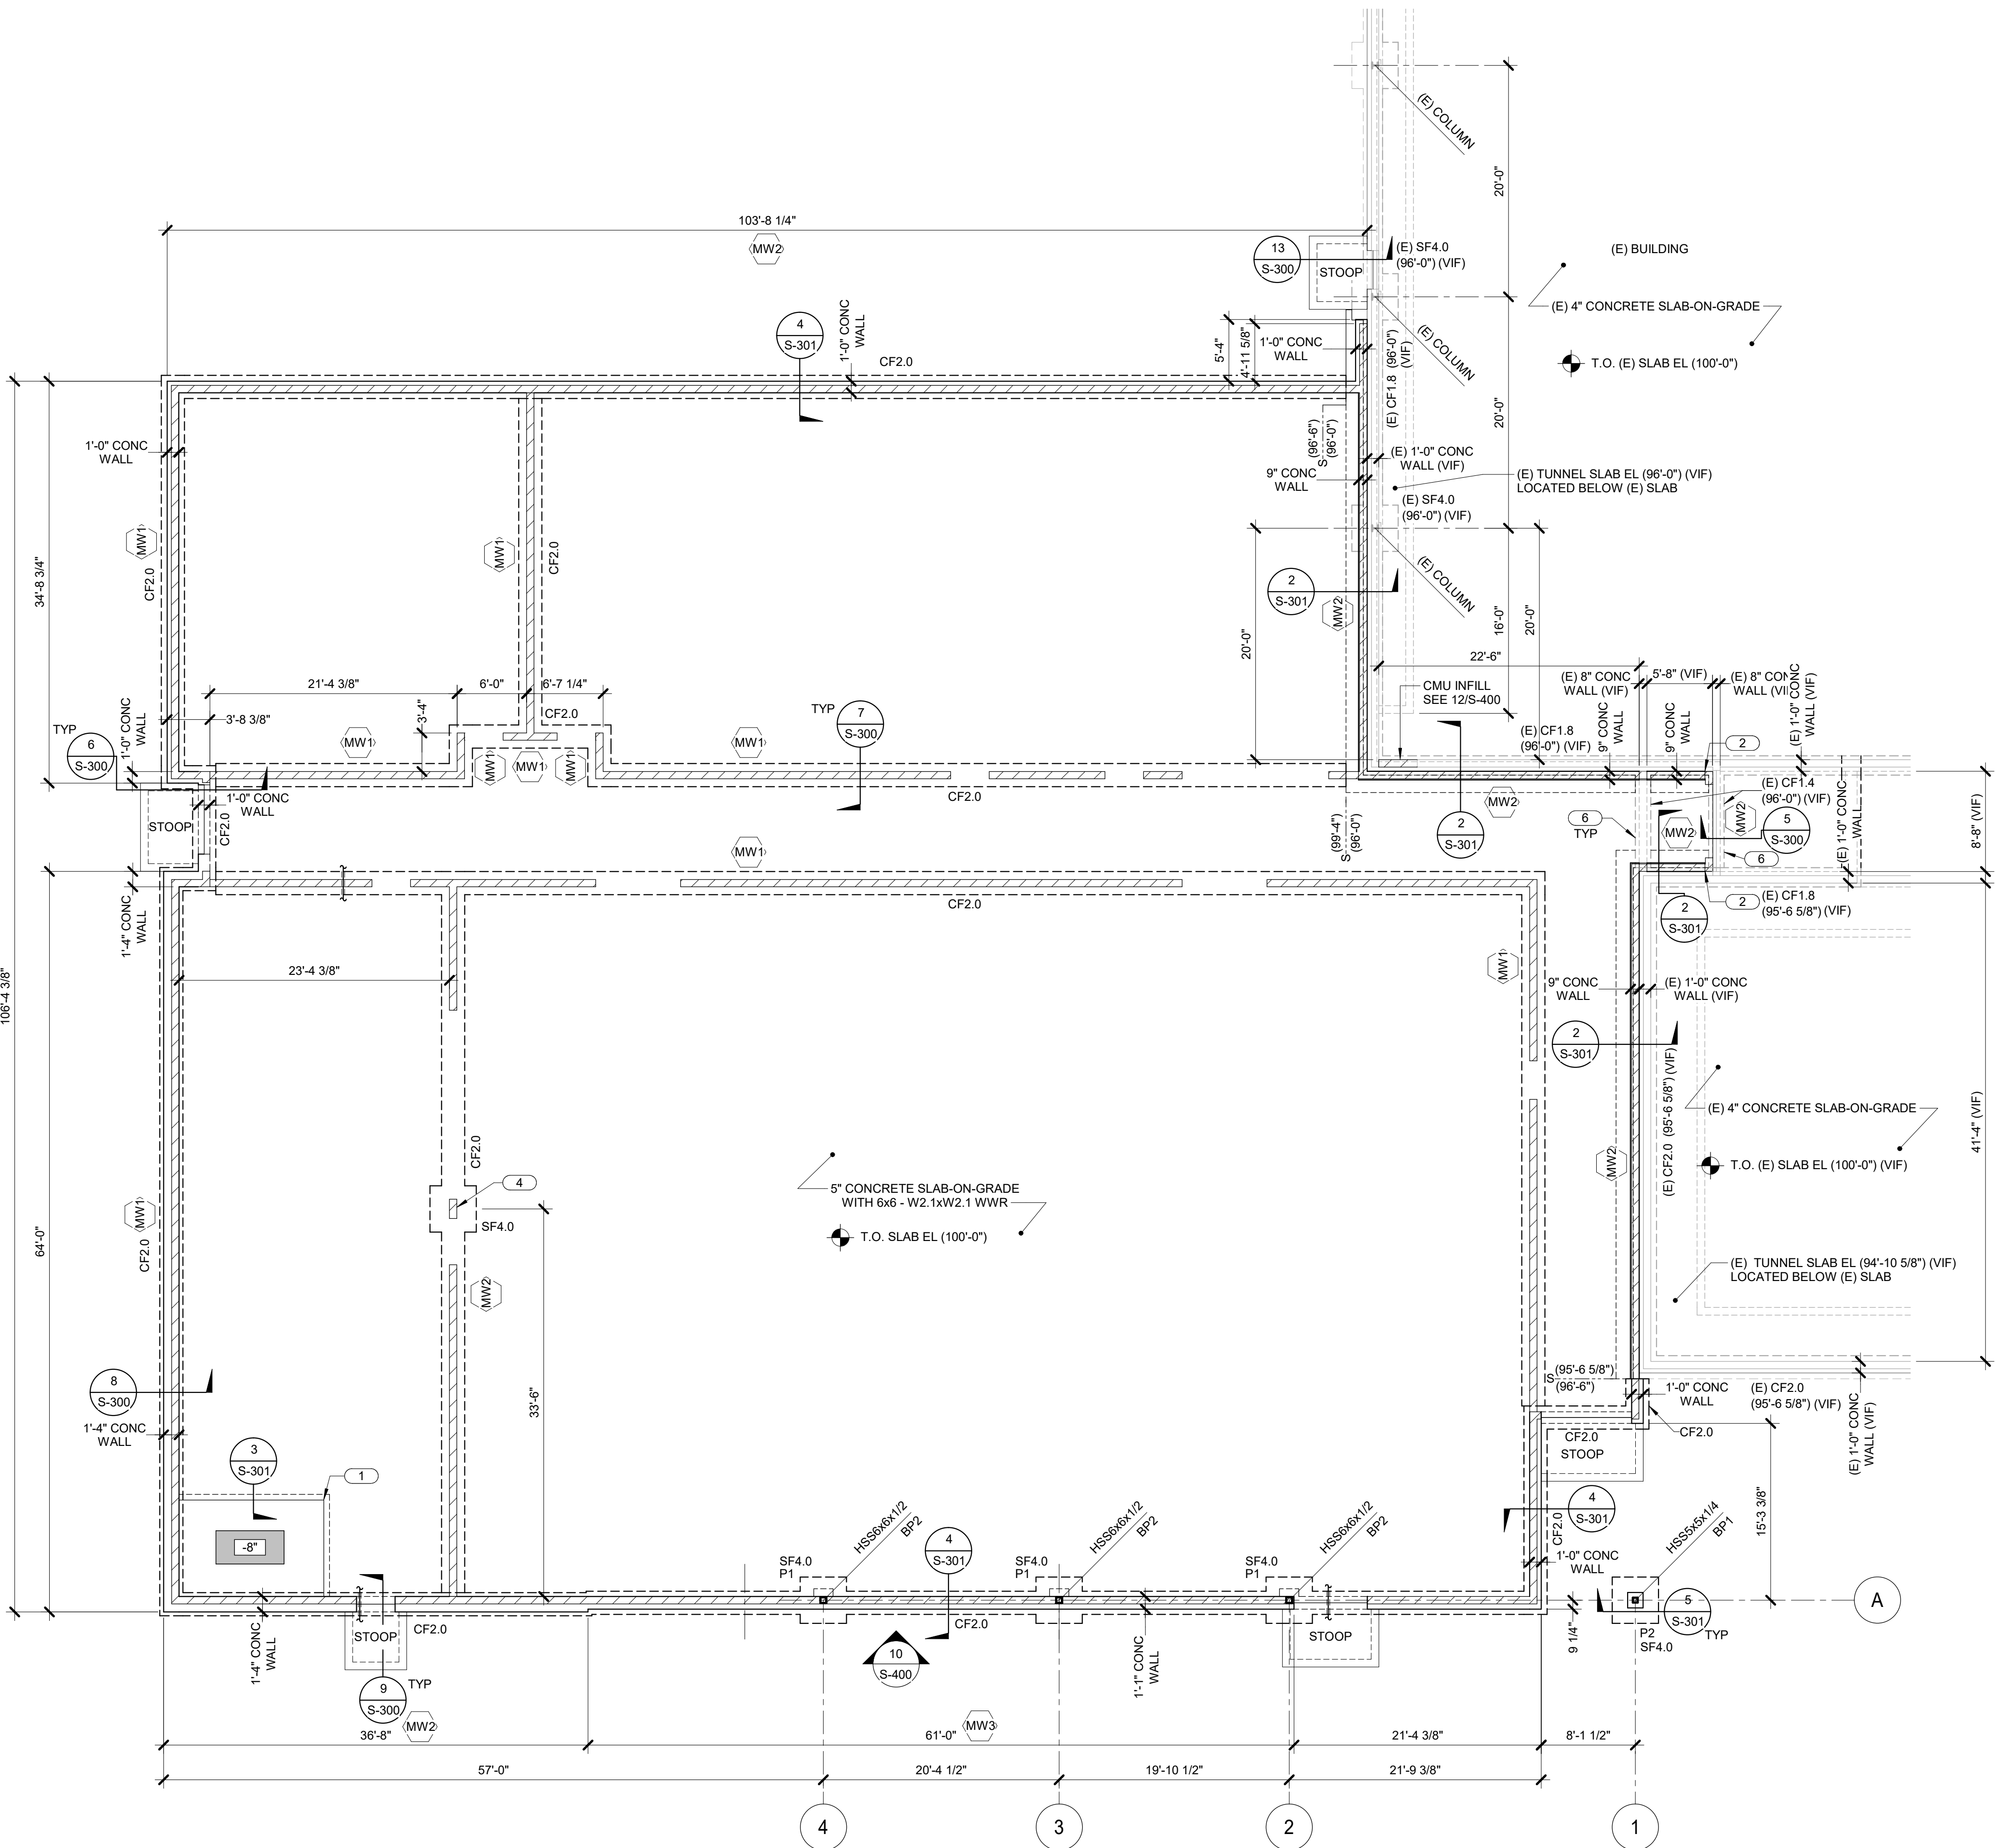 (E) COLUMN
20'-0"
103'-8 1/4"
MW2
13
S-300
STOOP
(E) SF4.0
(96'-0") (VIF)
(E) BUILDING
(E) 4" CONCRETE SLAB-ON-GRADE
T.O. (E) SLAB EL (100'-0")
4
S-301
1'-0" CONC
WALL
CF2.0
5'-4"
4'-11 5/8"
1'-0" CONC
WALL
(E) CF1.8 (96'-0")
(VIF)
(E) COLUMN
20'-0"
1'-0" CONC
WALL
(96'-6")
S
(96'-0")
(E) 1'-0" CONC
WALL (VIF)
9" CONC
WALL
(E) TUNNEL SLAB EL (96'-0") (VIF)
LOCATED BELOW (E) SLAB
(E) SF4.0
(96'-0") (VIF)
MW1
CF2.0
MW1
CF2.0
34'-8 3/4"
2
S-301
(E) COLUMN
MW2
20'-0"
16'-0"
20'-0"
22'-6"
21'-4 3/8"
6'-0"
6'-7 1/4"
3'-8 3/8"
3'-4"
CF2.0
CMU INFILL
SEE 12/S-400
(E) 8" CONC
WALL (VIF)
5'-8" (VIF)
(E) 8" CON
WALL (VI
(E) 1'-0" CONC
WALL (VIF)
TYP
6
S-300
1'-0" CONC
WALL
MW1
MW1
MW1
MW1
TYP
7
S-300
MW1
(E) CF1.8
(96'-0") (VIF)
9" CONC
WALL
9" CONC
WALL
2
1'-0" CONC
WALL
STOOP
CF2.0
CF2.0
MW2
(E) CF1.4
(96'-0") (VIF)
MW2
6
TYP
MW2
5
S-300
6
(E) 1'-0" CONC
WALL
8'-8" (VIF)
2
S-301
(99'-4")
S
(96'-0")
MW1
1'-4" CONC
WALL
CF2.0
2
(E) CF1.8
(95'-6 5/8") (VIF)
2
S-301
23'-4 3/8"
MW1
9" CONC
WALL
(E) 1'-0" CONC
WALL (VIF)
106'-4 3/8"
2
S-301
(E) CF2.0 (95'-6 5/8") (VIF)
(E) 4" CONCRETE SLAB-ON-GRADE
T.O. (E) SLAB EL (100'-0") (VIF)
41'-4" (VIF)
CF2.0
4
SF4.0
5" CONCRETE SLAB-ON-GRADE
WITH 6x6 - W2.1xW2.1 WWR
T.O. SLAB EL (100'-0")
MW1
CF2.0
64'-0"
MW2
MW2
(E) TUNNEL SLAB EL (94'-10 5/8") (VIF)
LOCATED BELOW (E) SLAB
33'-6"
8
S-300
1'-4" CONC
WALL
(95'-6 5/8")
S
(96'-6")
1'-0" CONC
WALL
(E) CF2.0
(95'-6 5/8") (VIF)
(E) 1'-0" CONC
WALL (VIF)
CF2.0
CF2.0
STOOP
3
S-301
1
-8"
15'-3 3/8"
SF4.0
P1
HSS6x6x1/2
BP2
4
S-301
SF4.0
P1
HSS6x6x1/2
BP2
SF4.0
P1
HSS6x6x1/2
BP2
4
S-301
CF2.0
1'-0" CONC
WALL
HSS5x5x1/4
BP1
A
5
S-301
TYP
P2
SF4.0
9 1/4"
1'-4" CONC
WALL
STOOP
CF2.0
9
S-300
TYP
10
S-400
CF2.0
1'-1" CONC
WALL
STOOP
MW2
MW3
36'-8"
61'-0"
21'-4 3/8"
8'-1 1/2"
57'-0"
20'-4 1/2"
19'-10 1/2"
21'-9 3/8"
4
3
2
1